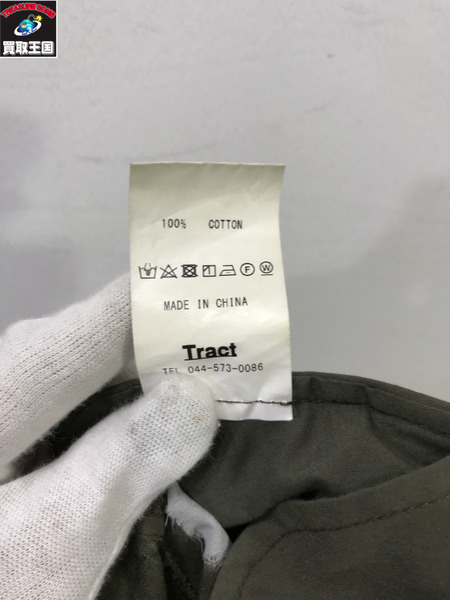 買取王国
100% COTTON
MADE IN CHINA
Tract
TEL 044-573-0086